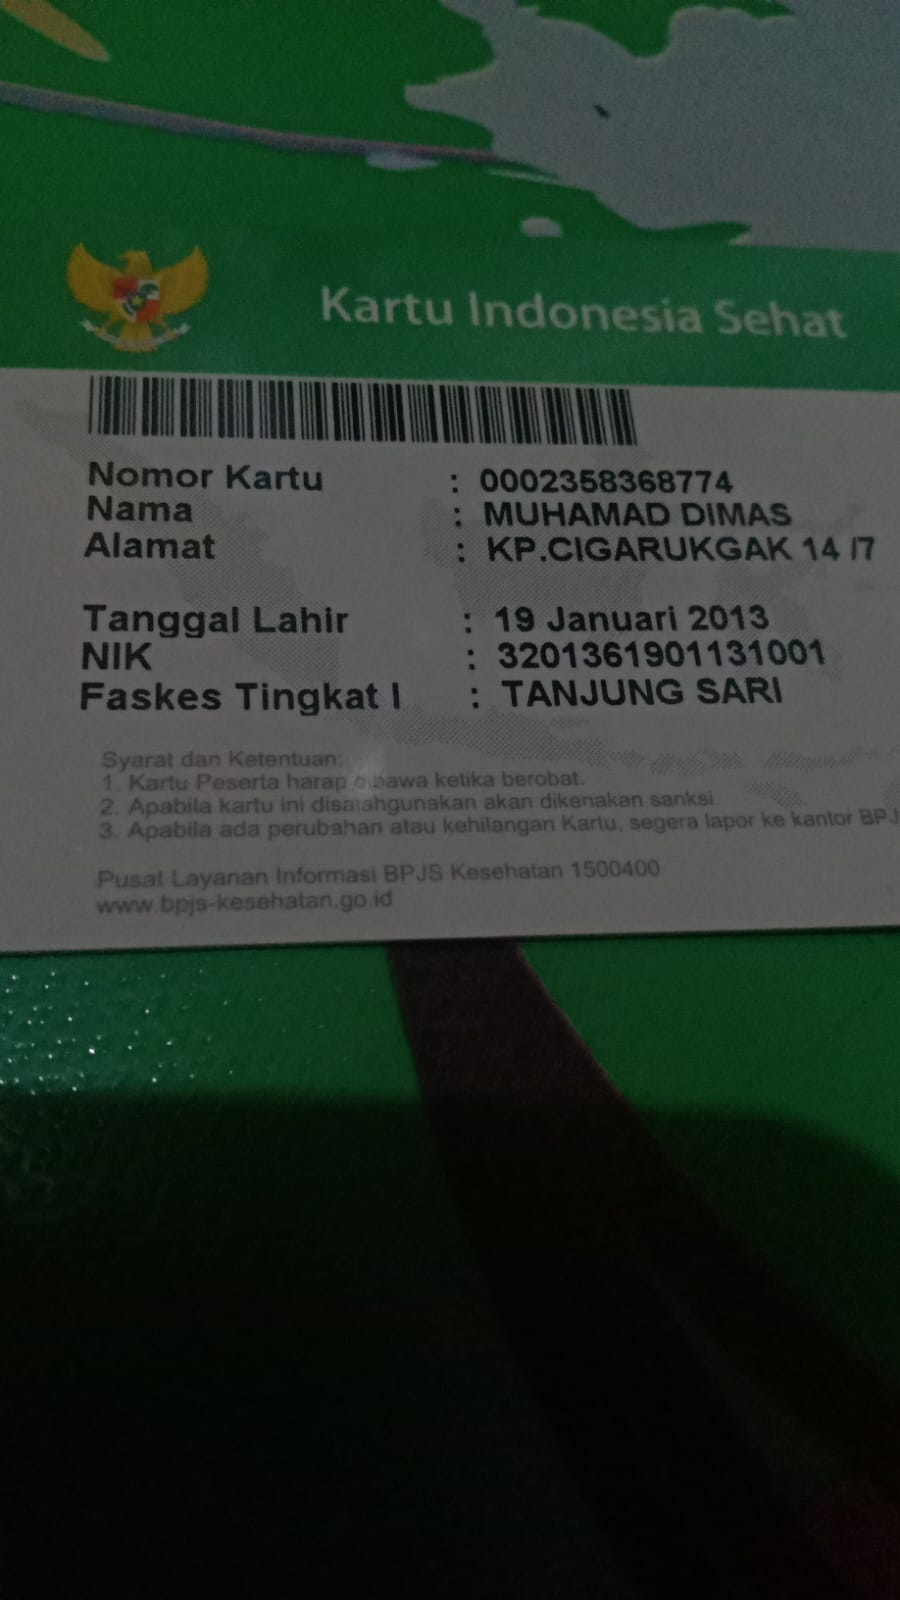 Kartu Indonesia Sehat
Nomor Kartu : 0002358368774
Nama : MUHAMAD DIMAS
Alamat : KP.CIGARUKGAK 14 /7
Tanggal Lahir : 19 Januari 2013
NIK : 3201361901131001
Faskes Tingkat I : TANJUNG SARI
Syarat dan Ketentuan:
1. Kartu Peserta harap dibawa ketika berobat.
2. Apabila kartu ini disalahgunakan akan dikenakan sanksi.
3. Apabila ada perubahan atau kehilangan Kartu, segera lapor ke kantor BPJ
Pusat Layanan Informasi BPJS Kesehatan 1500400
www.bpjs-kesehatan.go.id